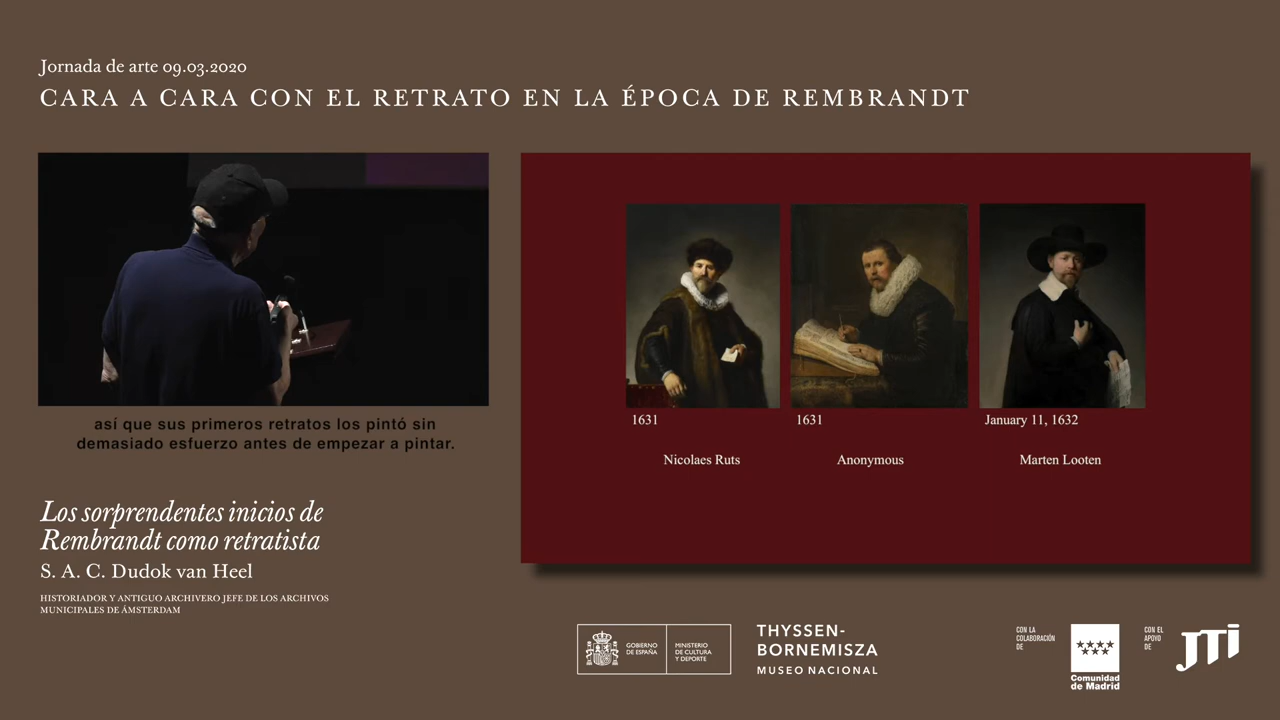 Jornada de arte 09.03.2020
CARA A CARA CON EL RETRATO EN LA ÉPOCA DE REMBRANDT
así que sus primeros retratos los pintó sin
demasiado esfuerzo antes de empezar a pintar.
Los sorprendentes inicios de
Rembrandt como retratista
S. A. C. Dudok van Heel
HISTORIADOR Y ANTIGUO ARCHIVERO JEFE DE LOS ARCHIVOS
MUNICIPALES DE ÁMSTERDAM
1631
Nicolaes Ruts
1631
Anonymous
January 11, 1632
Marten Looten
GOBIERNO
DE ESPAÑA
MINISTERIO
DE CULTURA
Y DEPORTE
THYSSEN-
BORNEMISZA
MUSEO NACIONAL
CON LA
COLABORACIÓN
DE
Comunidad
de Madrid
CON EL
APOYO
DE
JTi